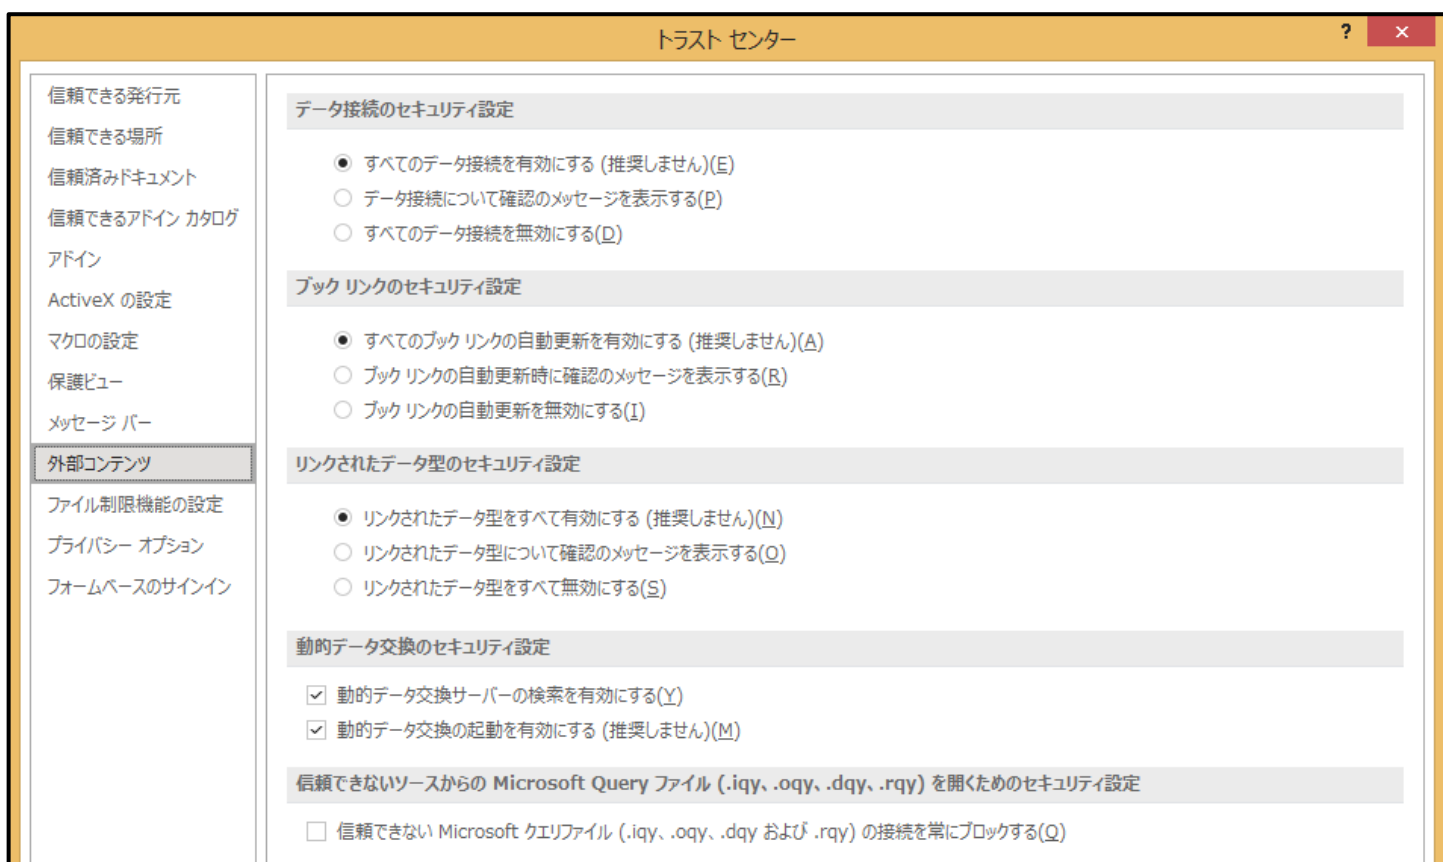 トラスト センター
?
×
信頼できる発行元
信頼できる場所
信頼済みドキュメント
信頼できるアドイン カタログ
アドイン
ActiveX の設定
マクロの設定
保護ビュー
メッセージ バー
外部コンテンツ
ファイル制限機能の設定
プライバシー オプション
フォームベースのサインイン
データ接続のセキュリティ設定
すべてのデータ接続を有効にする (推奨しません)(E)
データ接続について確認のメッセージを表示する(P)
すべてのデータ接続を無効にする(D)
ブック リンクのセキュリティ設定
すべてのブック リンクの自動更新を有効にする (推奨しません)(A)
ブック リンクの自動更新時に確認のメッセージを表示する(R)
ブック リンクの自動更新を無効にする(I)
リンクされたデータ型のセキュリティ設定
リンクされたデータ型をすべて有効にする (推奨しません)(N)
リンクされたデータ型について確認のメッセージを表示する(O)
リンクされたデータ型をすべて無効にする(S)
動的データ交換のセキュリティ設定
動的データ交換サーバーの検索を有効にする(Y)
動的データ交換の起動を有効にする (推奨しません)(M)
信頼できないソースからの Microsoft Query ファイル (.iqy、.oqy、.dqy、.rqy) を開くためのセキュリティ設定
信頼できない Microsoft クエリファイル (.iqy、.oqy、.dqy および .rqy) の接続を常にブロックする(Q)